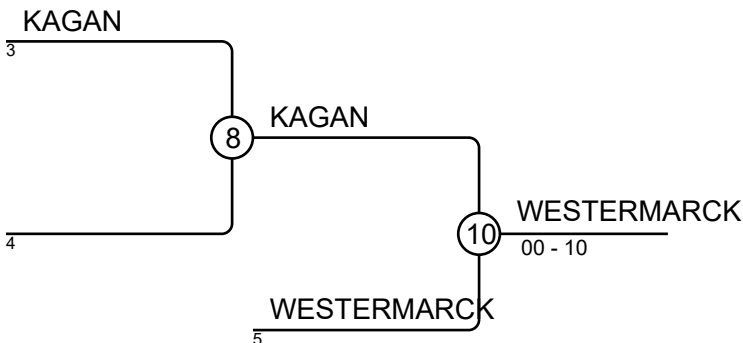 KAGAN
3
8
KAGAN
4
10
WESTERMARCK
00 - 10
WESTERMARCK
5